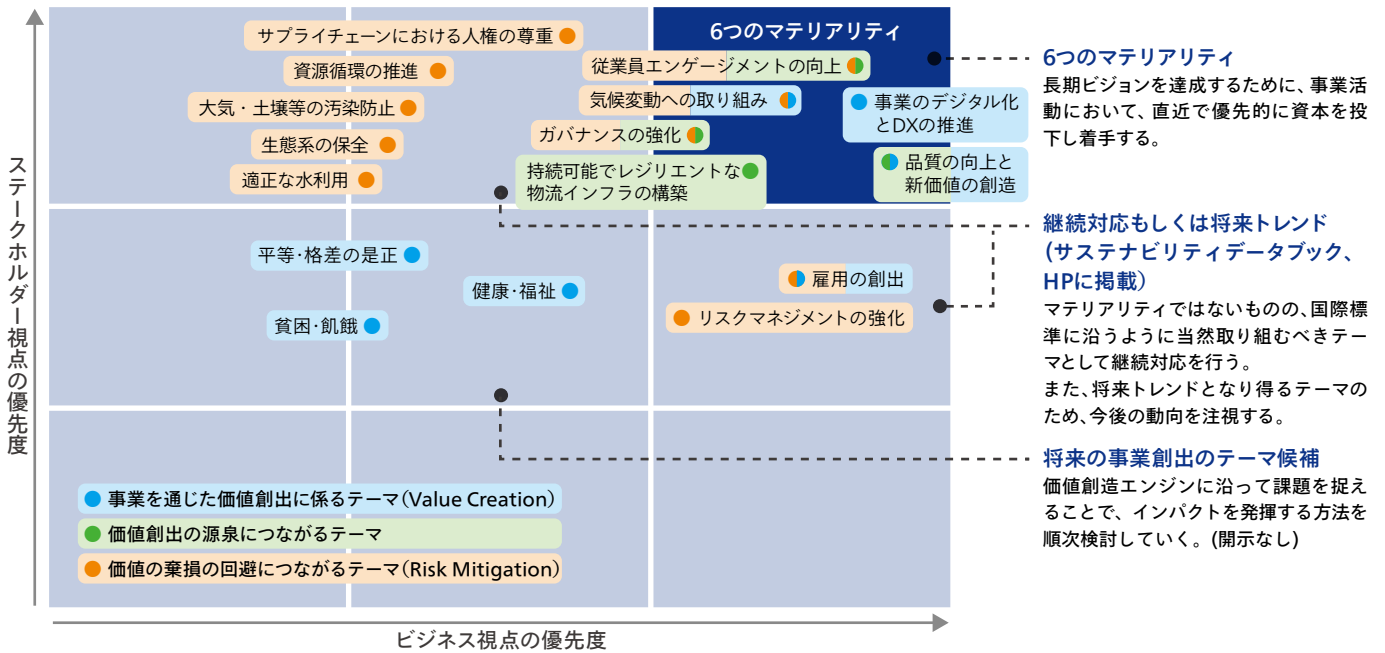 ステークホルダー視点の優先度
6つのマテリアリティ
サプライチェーンにおける人権の尊重
資源循環の推進
大気・土壌等の汚染防止
生態系の保全
適正な水利用
従業員エンゲージメントの向上
気候変動への取り組み
ガバナンスの強化
持続可能でレジリエントな
物流インフラの構築
事業のデジタル化
とDXの推進
品質の向上と
新価値の創造
平等・格差の是正
健康・福祉
貧困・飢餓
雇用の創出
リスクマネジメントの強化
事業を通じた価値創出に係るテーマ(Value Creation)
価値創出の源泉につながるテーマ
価値の棄損の回避につながるテーマ(Risk Mitigation)
ビジネス視点の優先度
6つのマテリアリティ
長期ビジョンを達成するために、事業活
動において、直近で優先的に資本を投
下し着手する。
継続対応もしくは将来トレンド
(サステナビリティデータブック、
HPに掲載)
マテリアリティではないものの、国際標
準に沿うように当然取り組むべきテー
マとして継続対応を行う。
また、将来トレンドとなり得るテーマの
ため、今後の動向を注視する。
将来の事業創出のテーマ候補
価値創造エンジンに沿って課題を捉え
ることで、インパクトを発揮する方法を
順次検討していく。(開示なし)